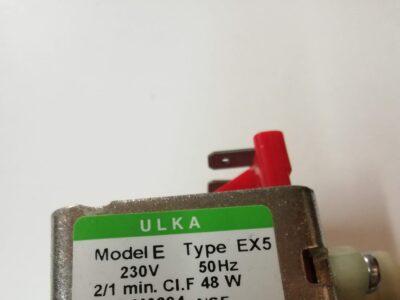 ULKA
Model E Type EX5
230V 50Hz
2/1 min. Cl.F 48 W